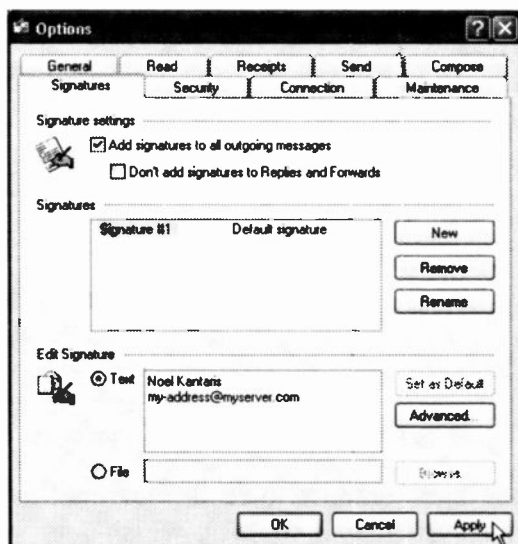 Options
General Read Receipts Send Compose
Signatures Security Connection Maintenance
Signature settings
Add signatures to all outgoing messages
Don't add signatures to Replies and Forwards
Signatures
Signature #1 Default signature
New
Remove
Rename
Edit Signature
Text
Noel Kantaris
my-address@myserver.com
Set as Default
Advanced...
File
Browse...
OK Cancel Apply